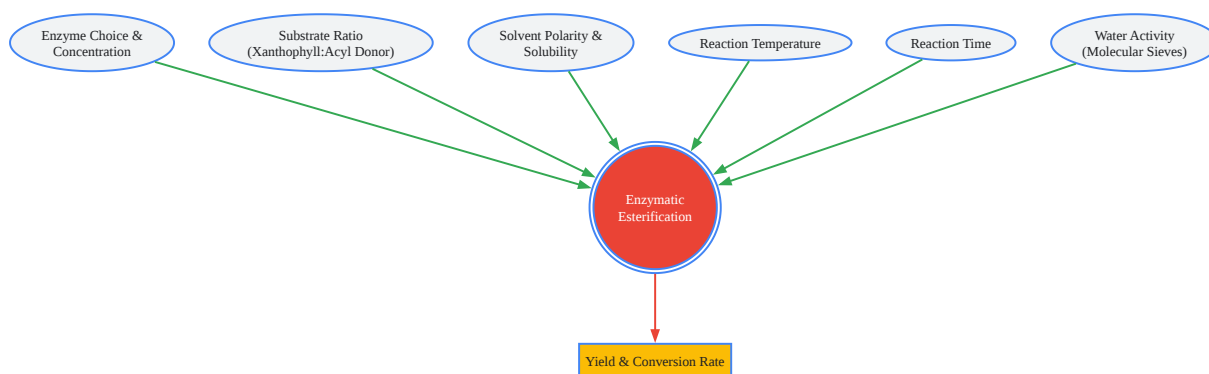 Enzyme Choice &
Concentration
Substrate Ratio
(Xanthophyll:Acyl Donor)
Solvent Polarity &
Solubility
Reaction Temperature
Reaction Time
Water Activity
(Molecular Sieves)
Enzymatic
Esterification
Yield & Conversion Rate